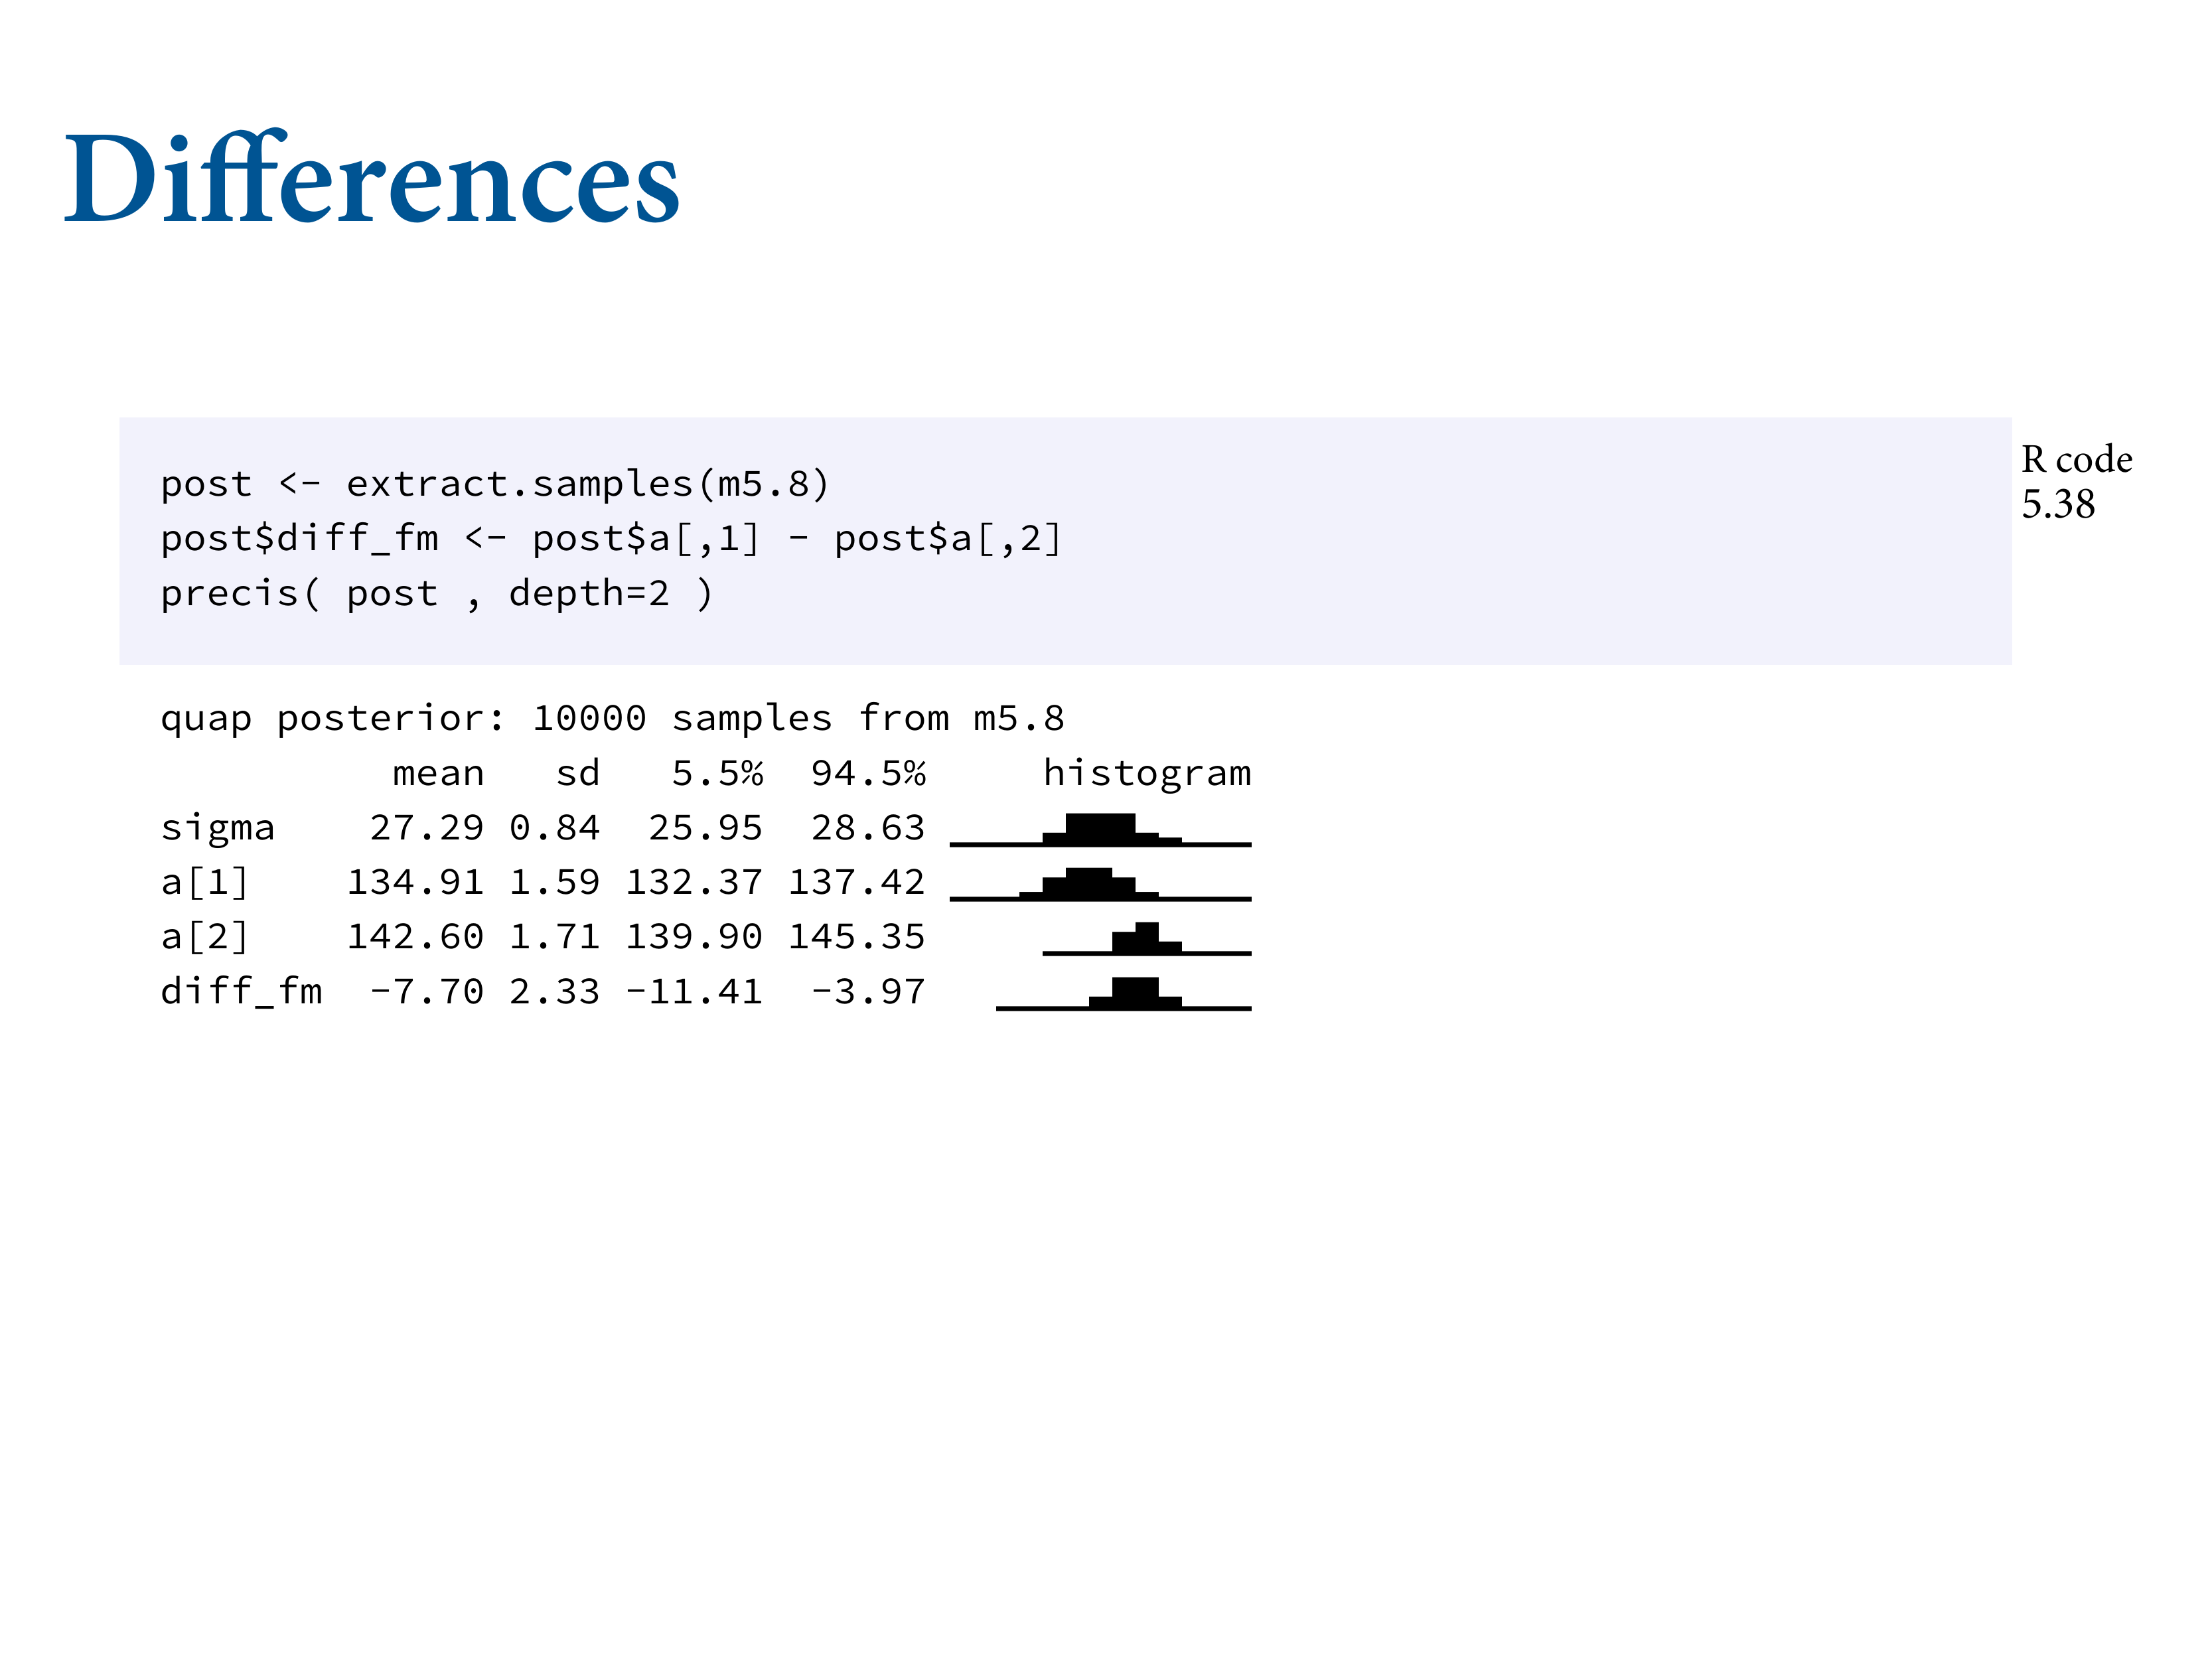 Differences
post <- extract.samples(m5.8)
post$diff_fm <- post$a[,1] - post$a[,2]
precis( post , depth=2 )
R code
5.38
quap posterior: 10000 samples from m5.8
mean sd 5.5% 94.5% histogram
sigma 27.29 0.84 25.95 28.63
a[1] 134.91 1.59 132.37 137.42
a[2] 142.60 1.71 139.90 145.35
diff_fm -7.70 2.33 -11.41 -3.97